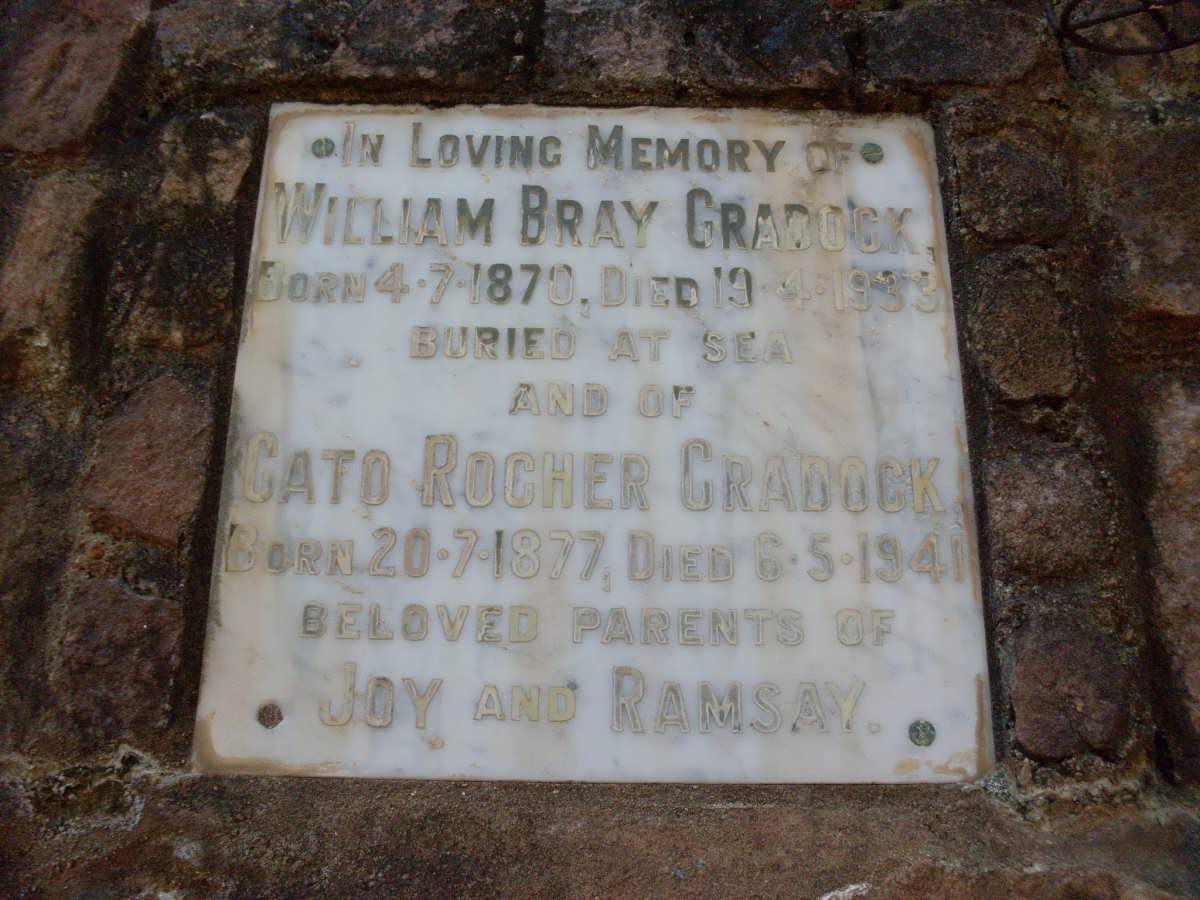 IN LOVING MEMORY OF
WILLIAM BRAY CRADOCK,
BORN 4·7·1870, DIED 19·4·1933
BURIED AT SEA
AND OF
CATO ROCHER CRADOCK,
BORN 20·7·1877, DIED 6·5·1941
BELOVED PARENTS OF
JOY AND RAMSAY.